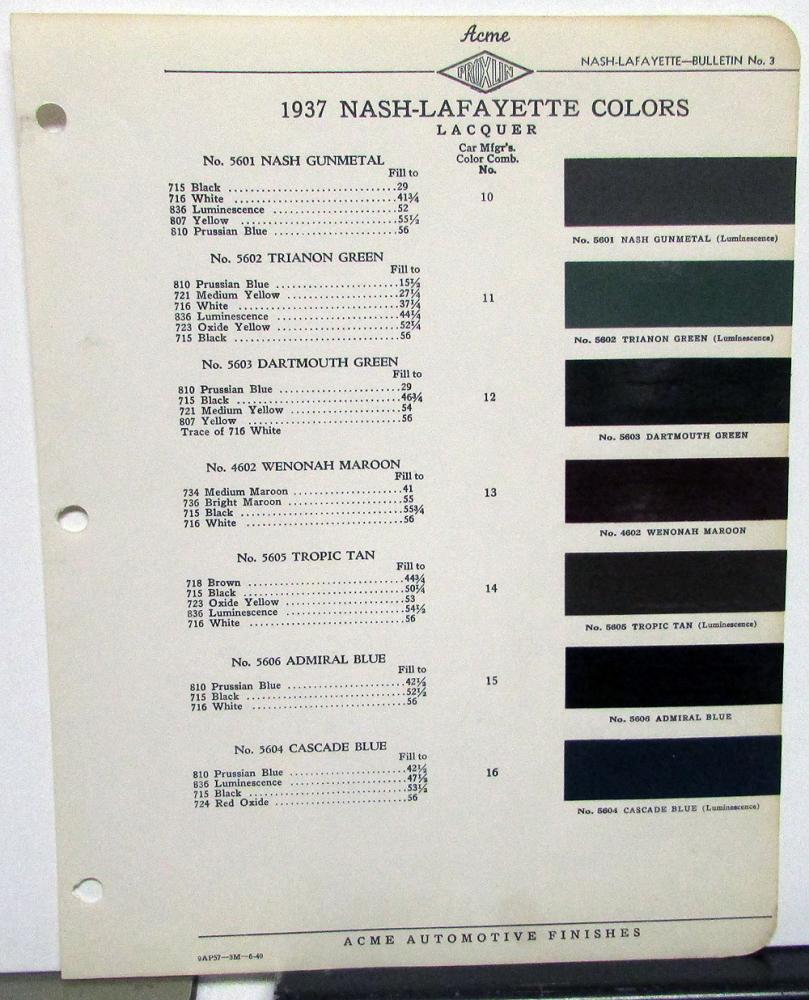 Acme
PROXLIN
NASH-LAFAYETTE—BULLETIN No. 3
1937 NASH-LAFAYETTE COLORS
LACQUER
Car Mfgr's.
Color Comb.
No.
No. 5601 NASH GUNMETAL
Fill to
715 Black ..............................29
716 White ..............................41¾
836 Luminescence ......................52
807 Yellow ............................55½
810 Prussian Blue .....................56
10
No. 5601 NASH GUNMETAL (Luminescence)
No. 5602 TRIANON GREEN
Fill to
810 Prussian Blue .....................15½
721 Medium Yellow .....................27¼
716 White .............................37¼
836 Luminescence ......................44¼
723 Oxide Yellow ......................52¼
715 Black .............................56
11
No. 5602 TRIANON GREEN (Luminescence)
No. 5603 DARTMOUTH GREEN
Fill to
810 Prussian Blue .....................29
715 Black .............................46¾
721 Medium Yellow .....................54
807 Yellow ............................56
Trace of 716 White
12
No. 5603 DARTMOUTH GREEN
No. 4602 WENONAH MAROON
Fill to
734 Medium Maroon .....................41
736 Bright Maroon .....................55
715 Black .............................55¾
716 White .............................56
13
No. 4602 WENONAH MAROON
No. 5605 TROPIC TAN
Fill to
718 Brown .............................44¾
715 Black .............................50¼
723 Oxide Yellow ......................53
836 Luminescence ......................54½
716 White .............................56
14
No. 5605 TROPIC TAN (Luminescence)
No. 5606 ADMIRAL BLUE
Fill to
810 Prussian Blue .....................42½
715 Black .............................52½
716 White .............................56
15
No. 5606 ADMIRAL BLUE
No. 5604 CASCADE BLUE
Fill to
810 Prussian Blue .....................42½
836 Luminescence ......................47½
715 Black .............................53½
724 Red Oxide .........................56
16
No. 5604 CASCADE BLUE (Luminescence)
ACME AUTOMOTIVE FINISHES
9AP57—3M—6-40